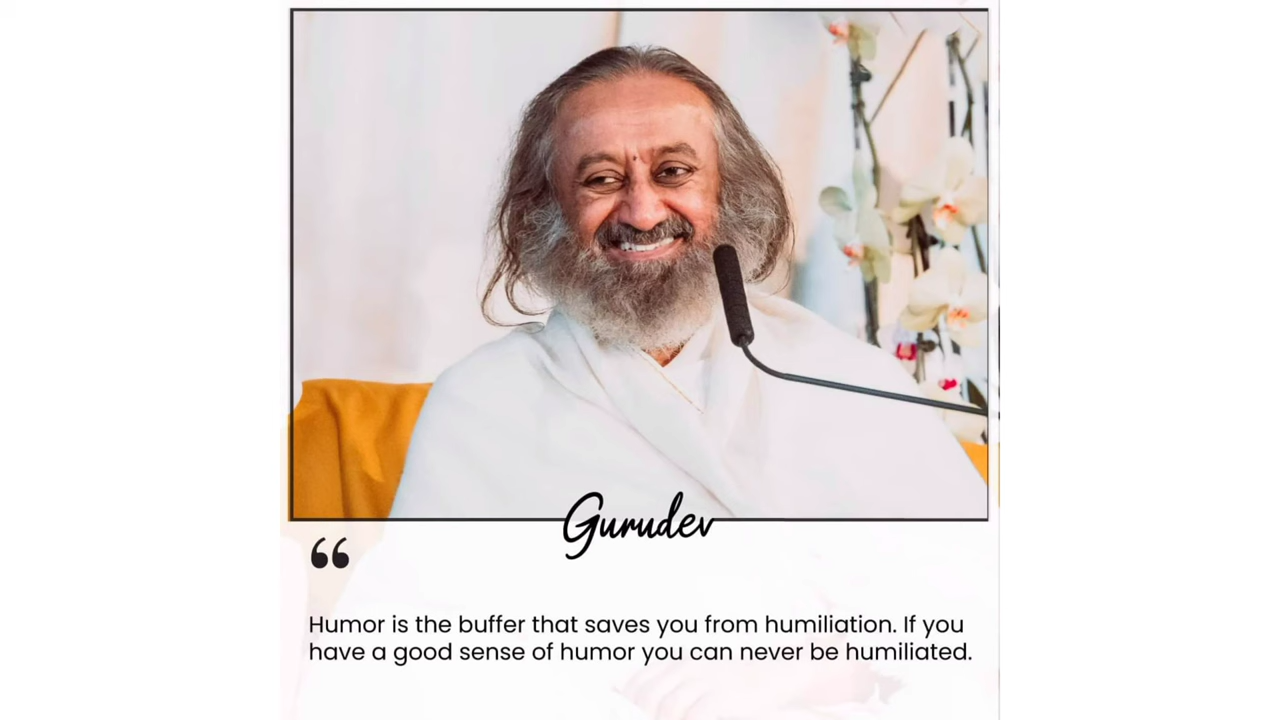 Gurudev
“
Humor is the buffer that saves you from humiliation. If you
have a good sense of humor you can never be humiliated.